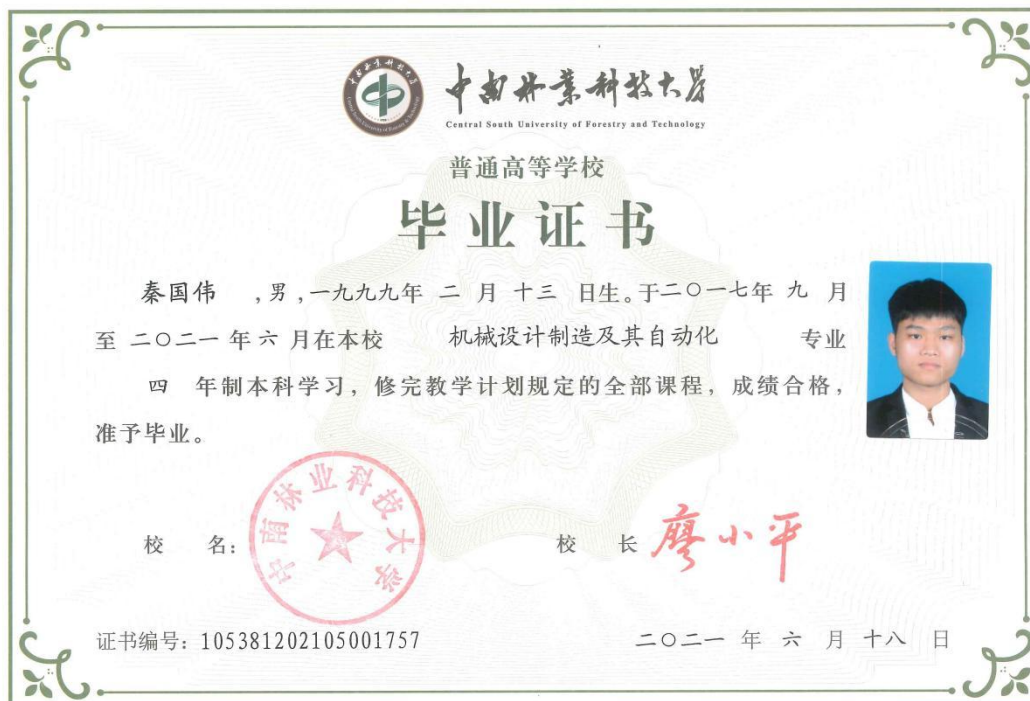 中南林业科技大学
Central South University of Forestry and Technology
普通高等学校
毕业证书
秦国伟 ,男,一九九九年 二 月 十三 日生。于二〇一七年 九 月
至 二〇二一 年 六 月在本校 机械设计制造及其自动化 专业
四 年制本科学习，修完教学计划规定的全部课程，成绩合格，
准予毕业。
中南林业科技大学
校 名：
校 长 廖小平
证书编号：105381202105001757
二〇二一 年 六 月 十八 日